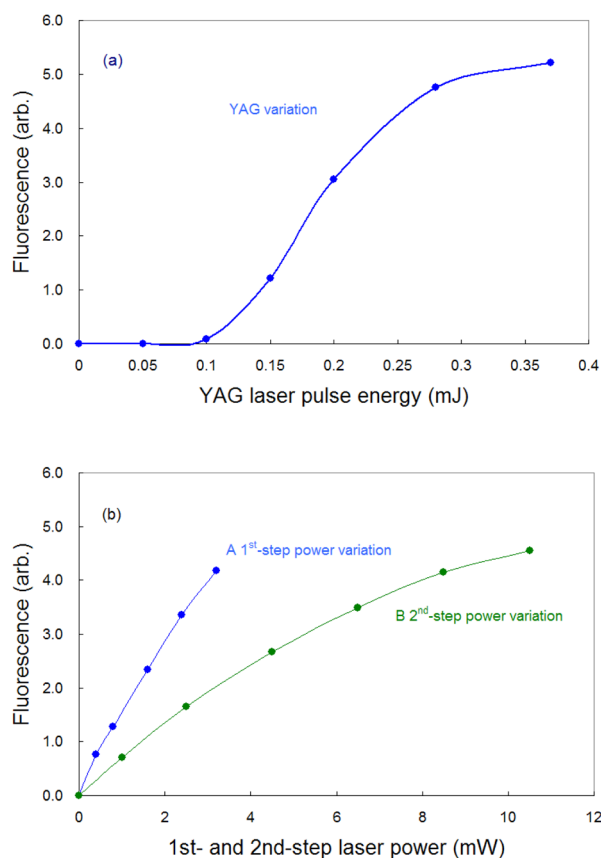 6.0
(a)
5.0
YAG variation
4.0
3.0
2.0
1.0
0.0
Fluorescence (arb.)
0 0.05 0.1 0.15 0.2 0.25 0.3 0.35 0.4
YAG laser pulse energy (mJ)
6.0
(b)
5.0
A 1st-step power variation
4.0
B 2nd-step power variation
3.0
2.0
1.0
0.0
Fluorescence (arb.)
0 2 4 6 8 10 12
1st- and 2nd-step laser power (mW)